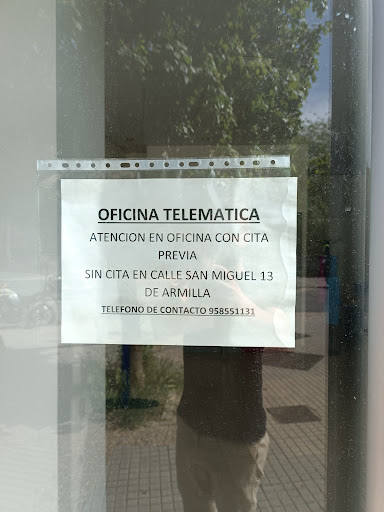 OFICINA TELEMATICA
ATENCION EN OFICINA CON CITA
PREVIA
SIN CITA EN CALLE SAN MIGUEL 13
DE ARMILLA
TELEFONO DE CONTACTO 958551131